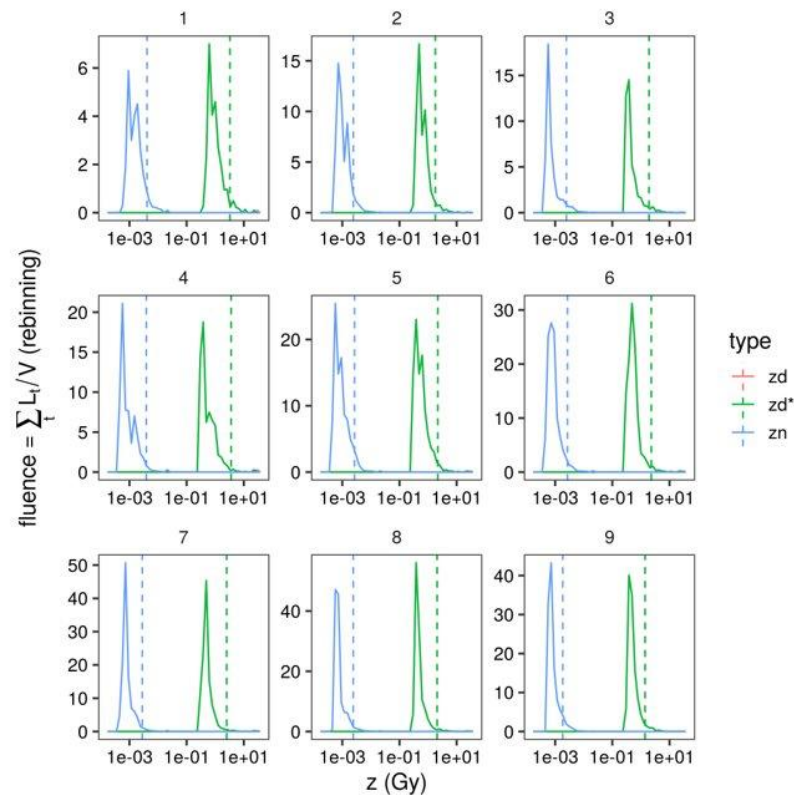 1 2 3
6 15 15
4 10 10
2 5 5
0 0 0
1e-03 1e-01 1e+01 1e-03 1e-01 1e+01 1e-03 1e-01 1e+01
4 5 6
20 20 30
15 20
10 10 10
5
0 0 0
1e-03 1e-01 1e+01 1e-03 1e-01 1e+01 1e-03 1e-01 1e+01
7 8 9
50 40 40
40 30
30 20 20
20 10
10
0 0 0
1e-03 1e-01 1e+01 1e-03 1e-01 1e+01 1e-03 1e-01 1e+01
fluence = ∑ Lt/V (rebinning)
t
z (Gy)
type
zd
zd*
zn